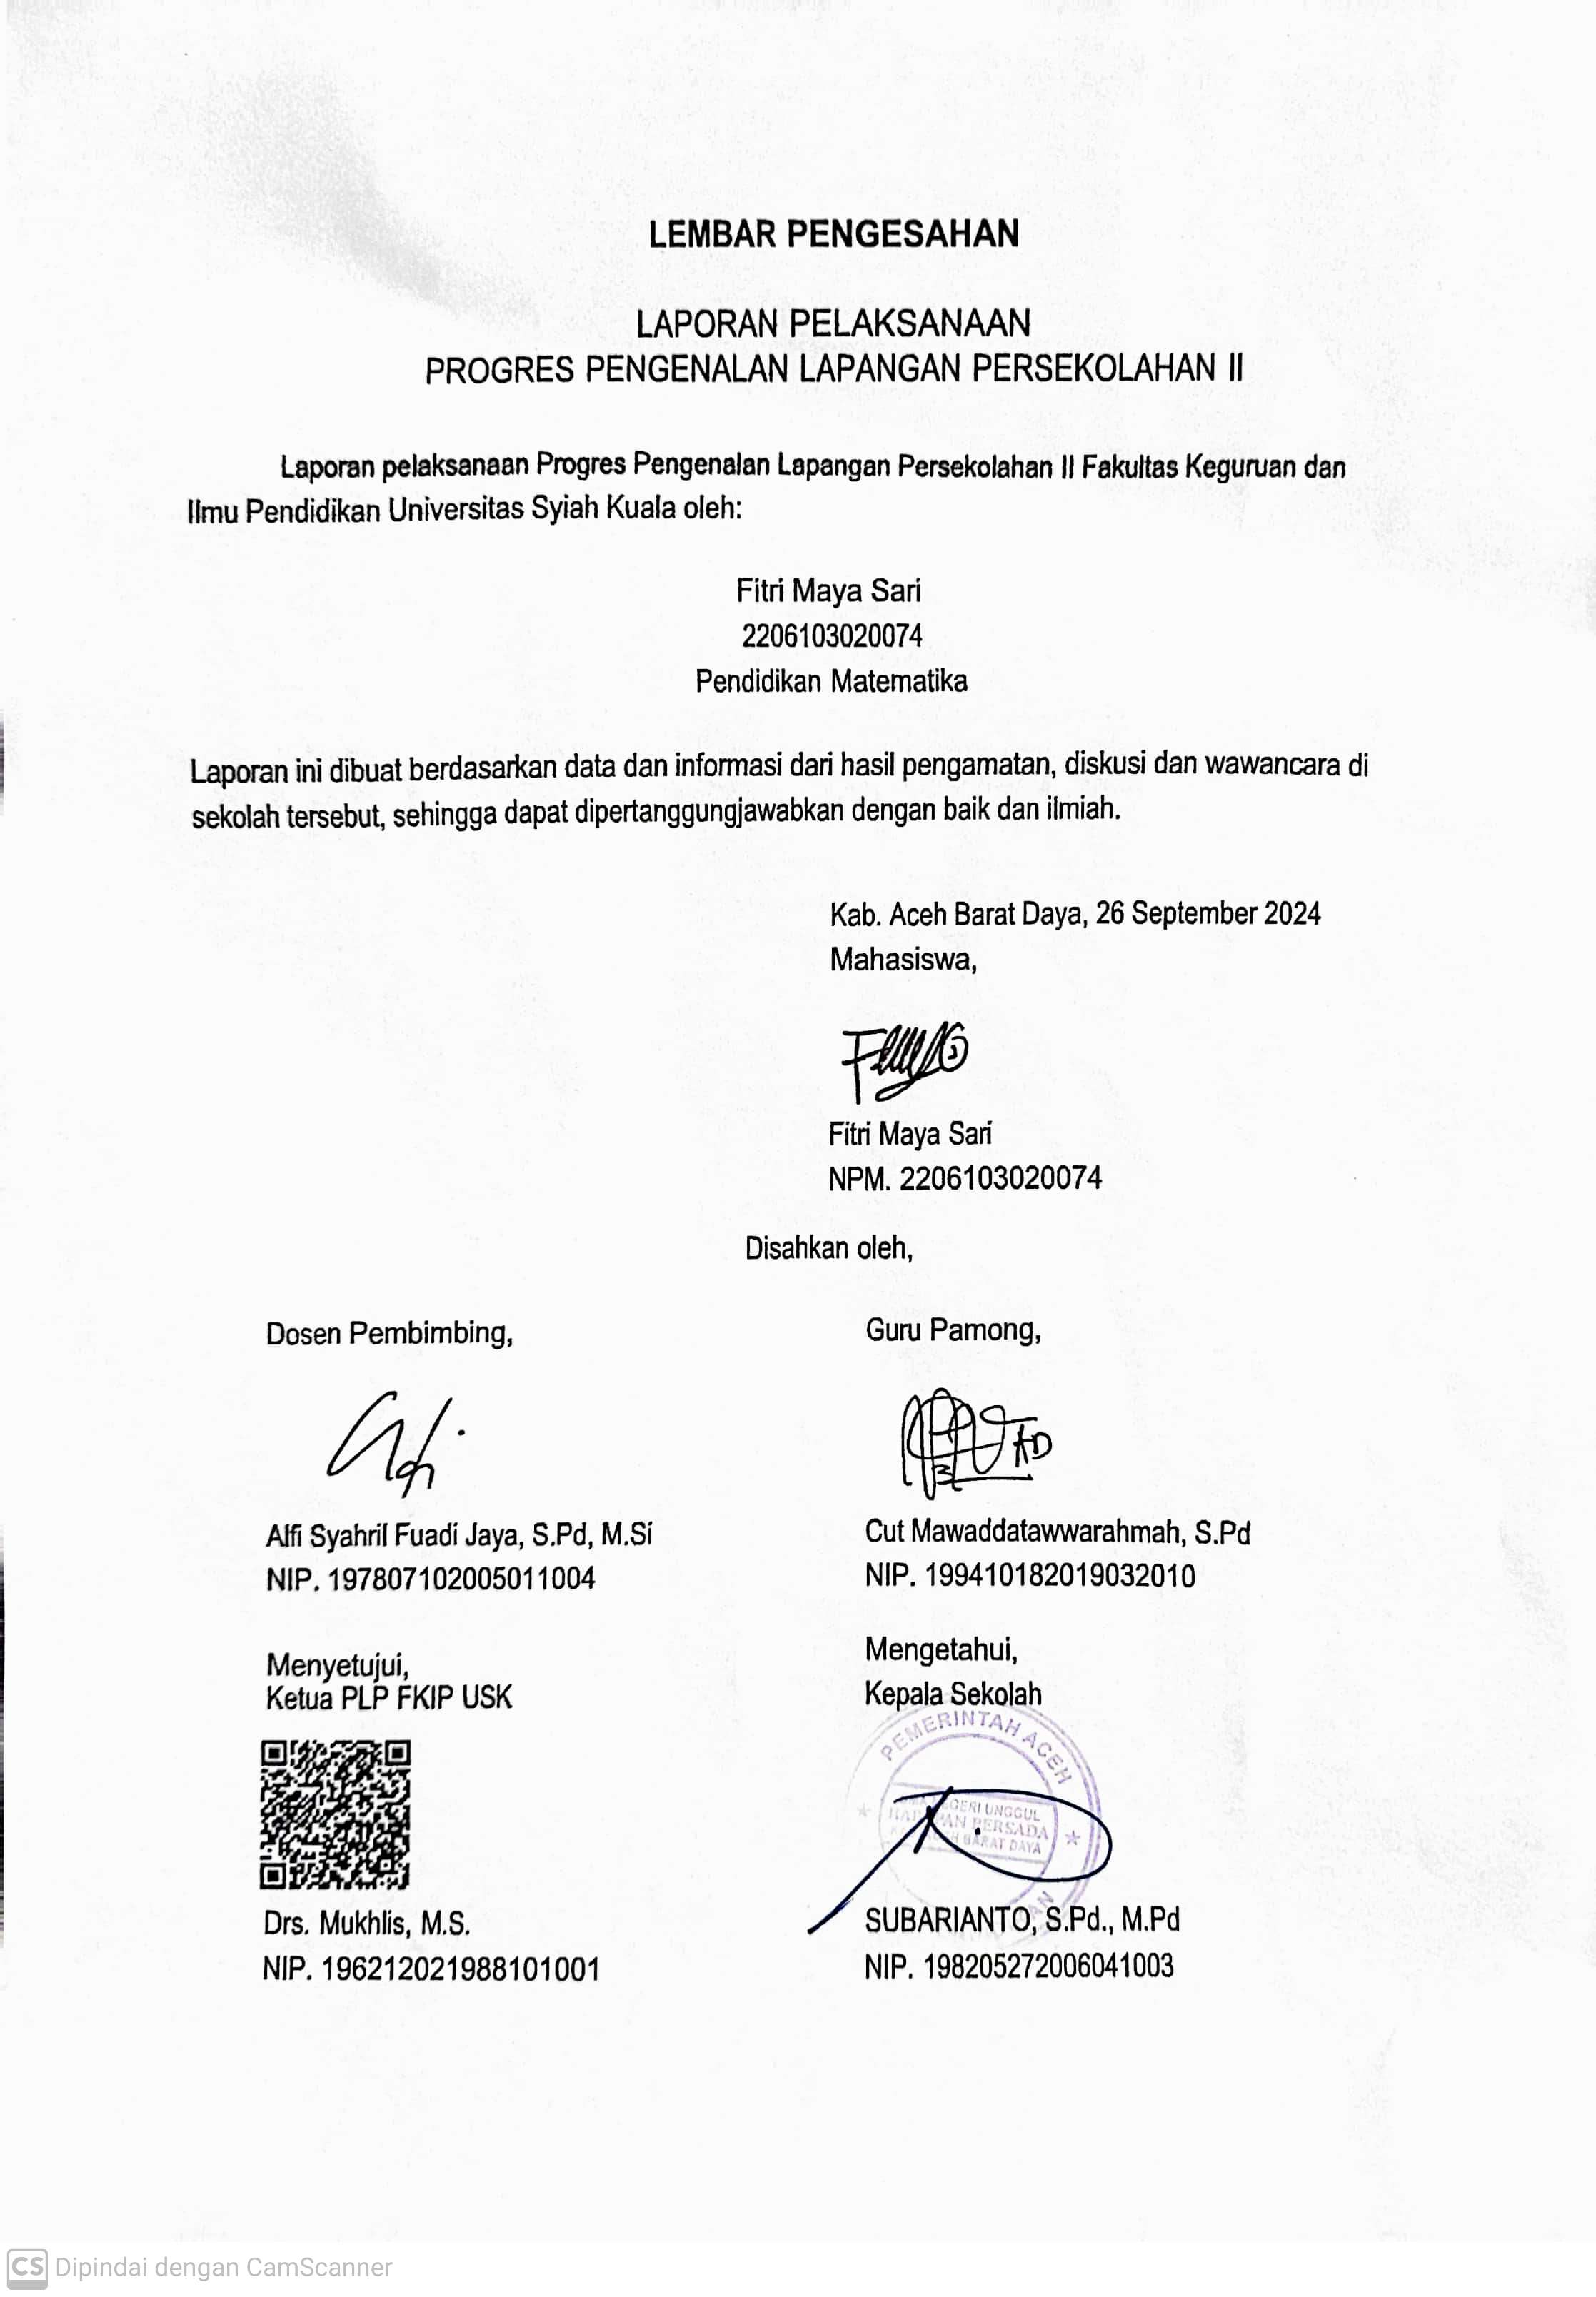 LEMBAR PENGESAHAN
LAPORAN PELAKSANAAN
PROGRES PENGENALAN LAPANGAN PERSEKOLAHAN II
Laporan pelaksanaan Progres Pengenalan Lapangan Persekolahan II Fakultas Keguruan dan
Ilmu Pendidikan Universitas Syiah Kuala oleh:
Fitri Maya Sari
2206103020074
Pendidikan Matematika
Laporan ini dibuat berdasarkan data dan informasi dari hasil pengamatan, diskusi dan wawancara di
sekolah tersebut, sehingga dapat dipertanggungjawabkan dengan baik dan ilmiah.
Kab. Aceh Barat Daya, 26 September 2024
Mahasiswa,
Fitri Maya Sari
NPM. 2206103020074
Disahkan oleh,
Dosen Pembimbing,
Alfi Syahril Fuadi Jaya, S.Pd, M.Si
NIP. 197807102005011004
Guru Pamong,
Cut Mawaddatawwarahmah, S.Pd
NIP. 199410182019032010
Menyetujui,
Ketua PLP FKIP USK
Drs. Mukhlis, M.S.
NIP. 196212021988101001
Mengetahui,
Kepala Sekolah
PEMERINTAH ACEH
UNGGUL
PERSADA
BARAT DAYA
SUBARIANTO, S.Pd., M.Pd
NIP. 198205272006041003
CS Dipindai dengan CamScanner